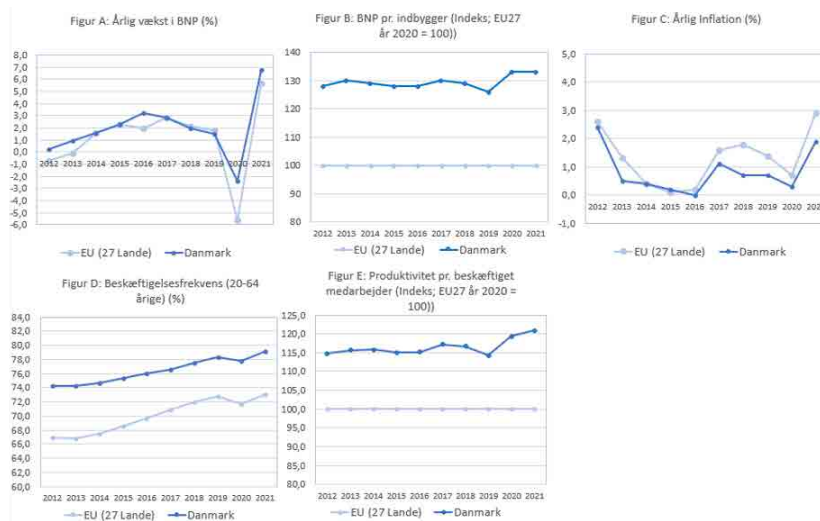 Figur A: Årlig vækst i BNP (%)
8,0
7,0
6,0
5,0
4,0
3,0
2,0
1,0
0,0
-1,0
-2,0
-3,0
-4,0
-5,0
-6,0
2012 2013 2014 2015 2016 2017 2018 2019 2020 2021
EU (27 Lande) Danmark
Figur B: BNP pr. indbygger (Indeks; EU27
år 2020 = 100))
140
130
120
110
100
90
80
2012 2013 2014 2015 2016 2017 2018 2019 2020 2021
EU (27 Lande) Danmark
Figur C: Årlig Inflation (%)
5,0
4,0
3,0
2,0
1,0
0,0
-1,0
2012 2013 2014 2015 2016 2017 2018 2019 2020
EU (27 Lande) Danmark
Figur D: Beskæftigelsesfrekvens (20-64
årige) (%)
84,0
82,0
80,0
78,0
76,0
74,0
72,0
70,0
68,0
66,0
64,0
62,0
60,0
2012 2013 2014 2015 2016 2017 2018 2019 2020 2021
EU (27 Lande) Danmark
Figur E: Produktivitet pr. beskæftiget
medarbejder (Indeks; EU27 år 2020 =
100))
125,0
120,0
115,0
110,0
105,0
100,0
95,0
90,0
85,0
80,0
2012 2013 2014 2015 2016 2017 2018 2019 2020 2021
EU (27 Lande) Danmark